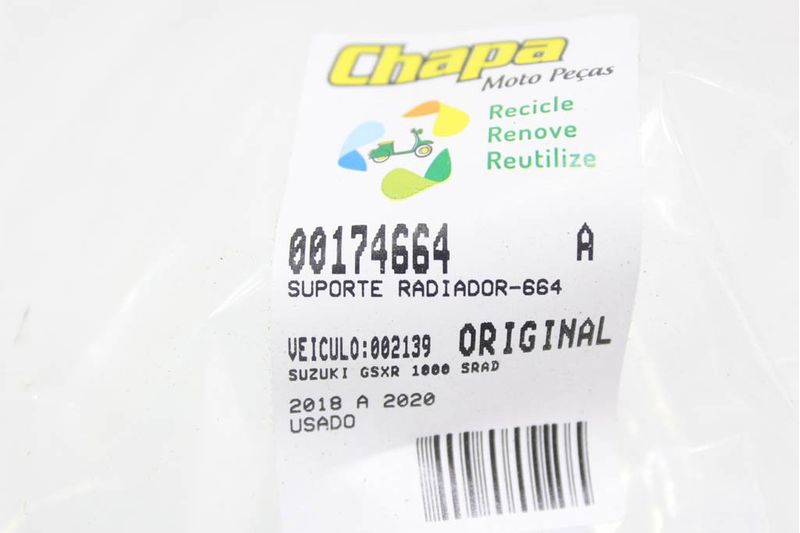 Chapa
Moto Peças
Recicle
Renove
Reutilize
00174664 A
SUPORTE RADIADOR-664
VEICULO:002139 ORIGINAL
SUZUKI GSXR 1000 SRAD
2018 A 2020
USADO